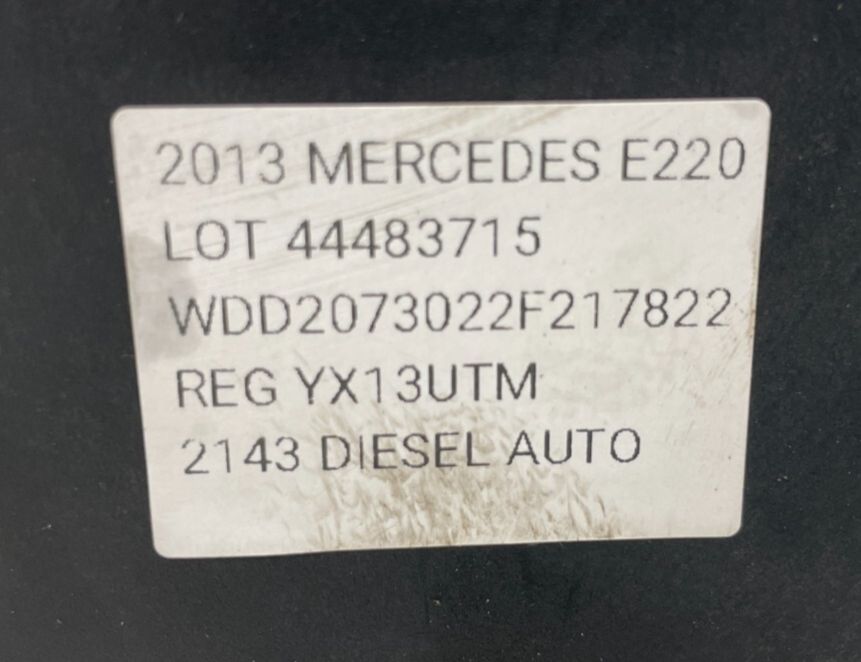 2013 MERCEDES E220
LOT 44483715
WDD2073022F217822
REG YX13UTM
2143 DIESEL AUTO